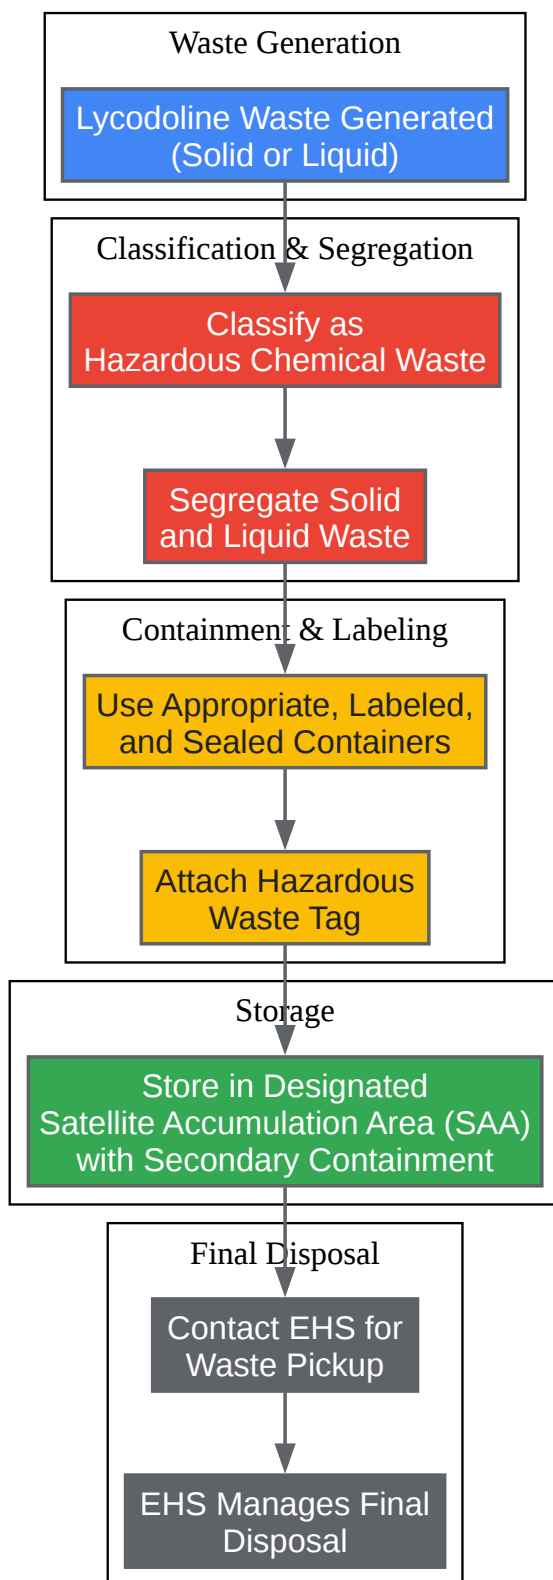 Waste Generation
Lycodoline Waste Generated
(Solid or Liquid)
Classification & Segregation
Classify as
Hazardous Chemical Waste
Segregate Solid
and Liquid Waste
Containment & Labeling
Use Appropriate, Labeled,
and Sealed Containers
Attach Hazardous
Waste Tag
Storage
Store in Designated
Satellite Accumulation Area (SAA)
with Secondary Containment
Final Disposal
Contact EHS for
Waste Pickup
EHS Manages Final
Disposal